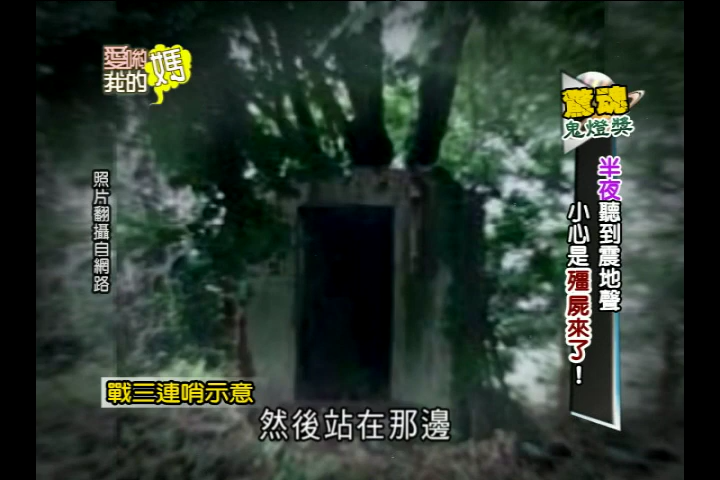 愛喲
我的
媽
驚魂
鬼燈獎
半夜聽到震地聲
小心是殭屍來了！
照片翻攝自網路
戰三連哨示意
然後站在那邊